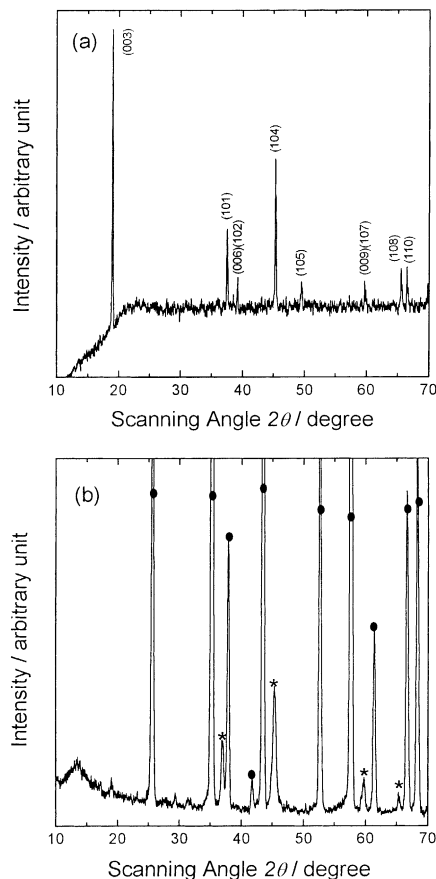 (a)
(003)
(104)
(101)
(006)(102)
(105)
(009)(107)
(108)
(110)
Intensity / arbitrary unit
10 20 30 40 50 60 70
Scanning Angle 2θ / degree
(b)
* * * *
Intensity / arbitrary unit
10 20 30 40 50 60 70
Scanning Angle 2θ / degree